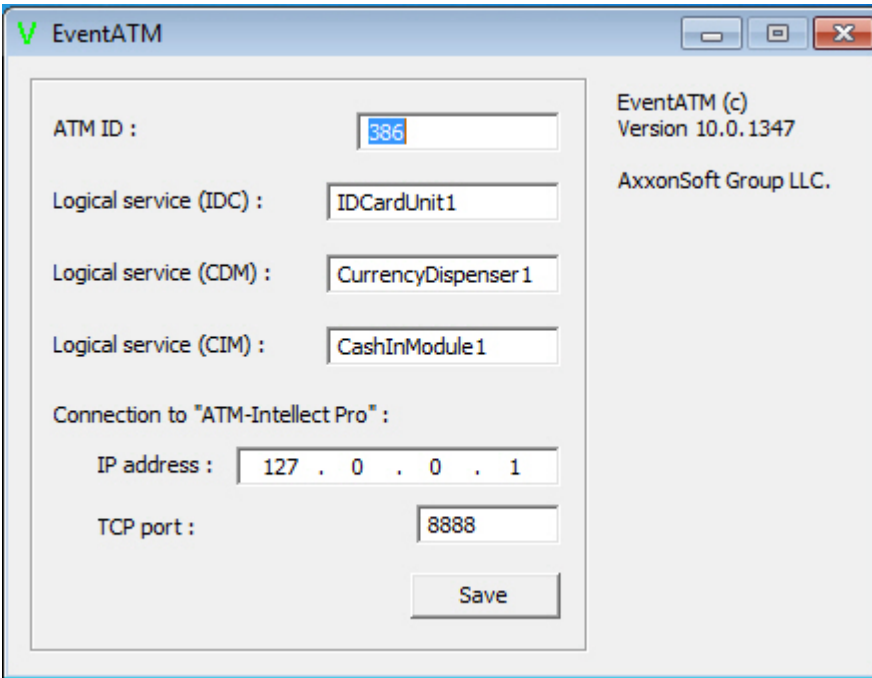 EventATM
ATM ID :
386
Logical service (IDC) :
IDCardUnit1
Logical service (CDM) :
CurrencyDispenser1
Logical service (CIM) :
CashInModule1
Connection to "ATM-Intellect Pro" :
IP address :
127 . 0 . 0 . 1
TCP port :
8888
Save
EventATM (c)
Version 10.0.1347
AxxonSoft Group LLC.